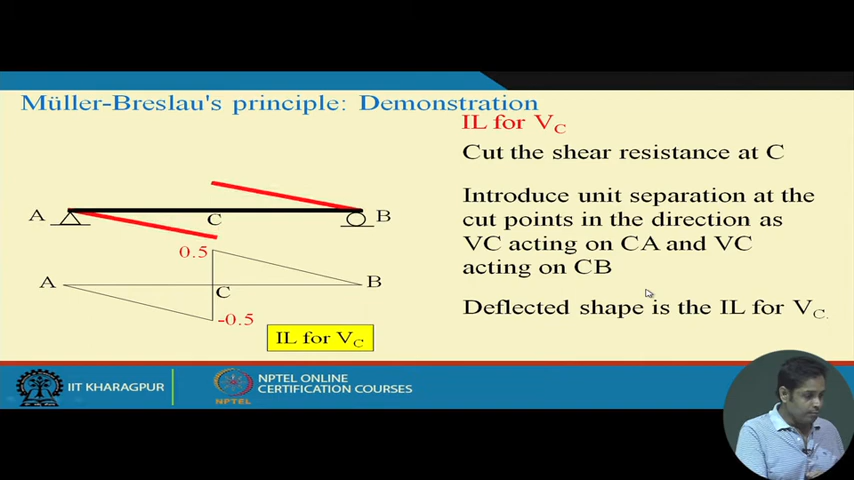 Müller-Breslau's principle: Demonstration
IL for VC
Cut the shear resistance at C
Introduce unit separation at the
cut points in the direction as
VC acting on CA and VC
acting on CB
Deflected shape is the IL for VC.
A
C
B
0.5
A
C
B
-0.5
IL for VC
IIT KHARAGPUR
NPTEL
NPTEL ONLINE
CERTIFICATION COURSES